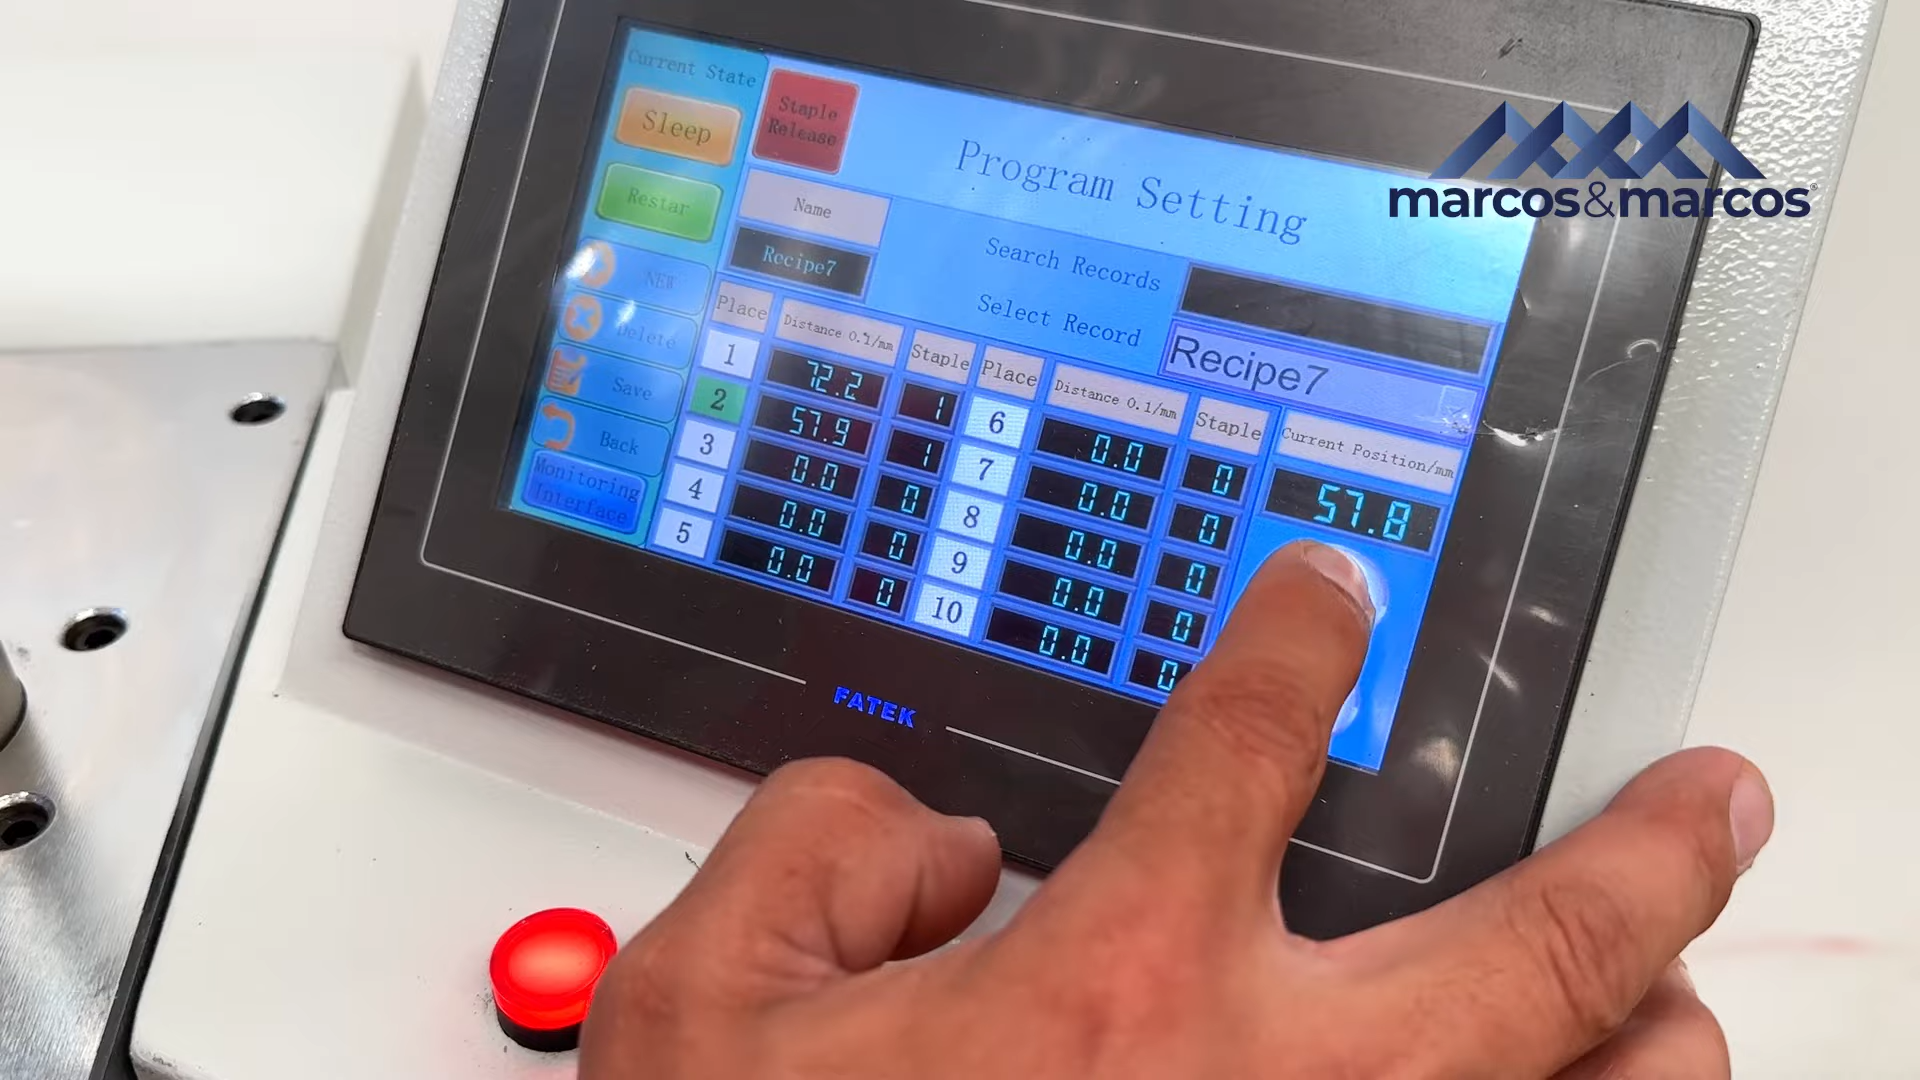 Current State
Sleep
Restar
NEW
Delete
Save
Back
Monitoring
Interface
Staple
Release
Program Setting
Name
Recipe7
Search Records
Select Record
Recipe7
Place Distance 0.1/mm Staple
1 72.2 1
2 57.9 1
3 0.0 0
4 0.0 0
5 0.0 0
Place Distance 0.1/mm Staple
6 0.0 0
7 0.0 0
8 0.0 0
9 0.0 0
10 0.0 0
Current Position/mm
57.8
FATEK
marcos&marcos